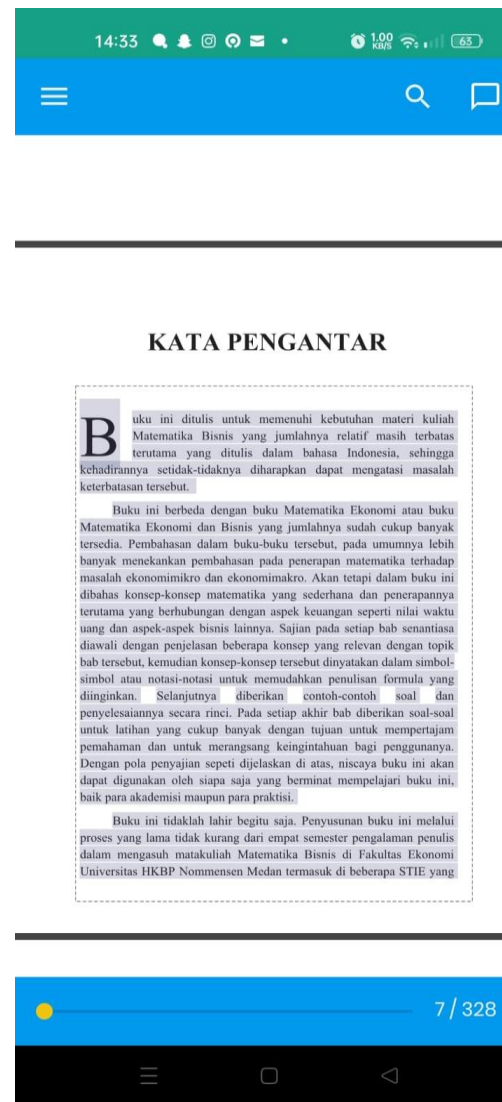 14:33
1.00
KB/S
63
KATA PENGANTAR
Buku ini ditulis untuk memenuhi kebutuhan materi kuliah
Matematika Bisnis yang jumlahnya relatif masih terbatas
terutama yang ditulis dalam bahasa Indonesia, sehingga
kehadirannya setidak-tidaknya diharapkan dapat mengatasi masalah
keterbatasan tersebut.
Buku ini berbeda dengan buku Matematika Ekonomi atau buku
Matematika Ekonomi dan Bisnis yang jumlahnya sudah cukup banyak
tersedia. Pembahasan dalam buku-buku tersebut, pada umumnya lebih
banyak menekankan pembahasan pada penerapan matematika terhadap
masalah ekonomimikro dan ekonomimakro. Akan tetapi dalam buku ini
dibahas konsep-konsep matematika yang sederhana dan penerapannya
terutama yang berhubungan dengan aspek keuangan seperti nilai waktu
uang dan aspek-aspek bisnis lainnya. Sajian pada setiap bab senantiasa
diawali dengan penjelasan beberapa konsep yang relevan dengan topik
bab tersebut, kemudian konsep-konsep tersebut dinyatakan dalam simbol-
simbol atau notasi-notasi untuk memudahkan penulisan formula yang
diinginkan. Selanjutnya diberikan contoh-contoh soal dan
penyelesaiannya secara rinci. Pada setiap akhir bab diberikan soal-soal
untuk latihan yang cukup banyak dengan tujuan untuk mempertajam
pemahaman dan untuk merangsang keingintahuan bagi penggunanya.
Dengan pola penyajian sepeti dijelaskan di atas, niscaya buku ini akan
dapat digunakan oleh siapa saja yang berminat mempelajari buku ini,
baik para akademisi maupun para praktisi.
Buku ini tidaklah lahir begitu saja. Penyusunan buku ini melalui
proses yang lama tidak kurang dari empat semester pengalaman penulis
dalam mengasuh matakuliah Matematika Bisnis di Fakultas Ekonomi
Universitas HKBP Nommensen Medan termasuk di beberapa STIE yang
7/328